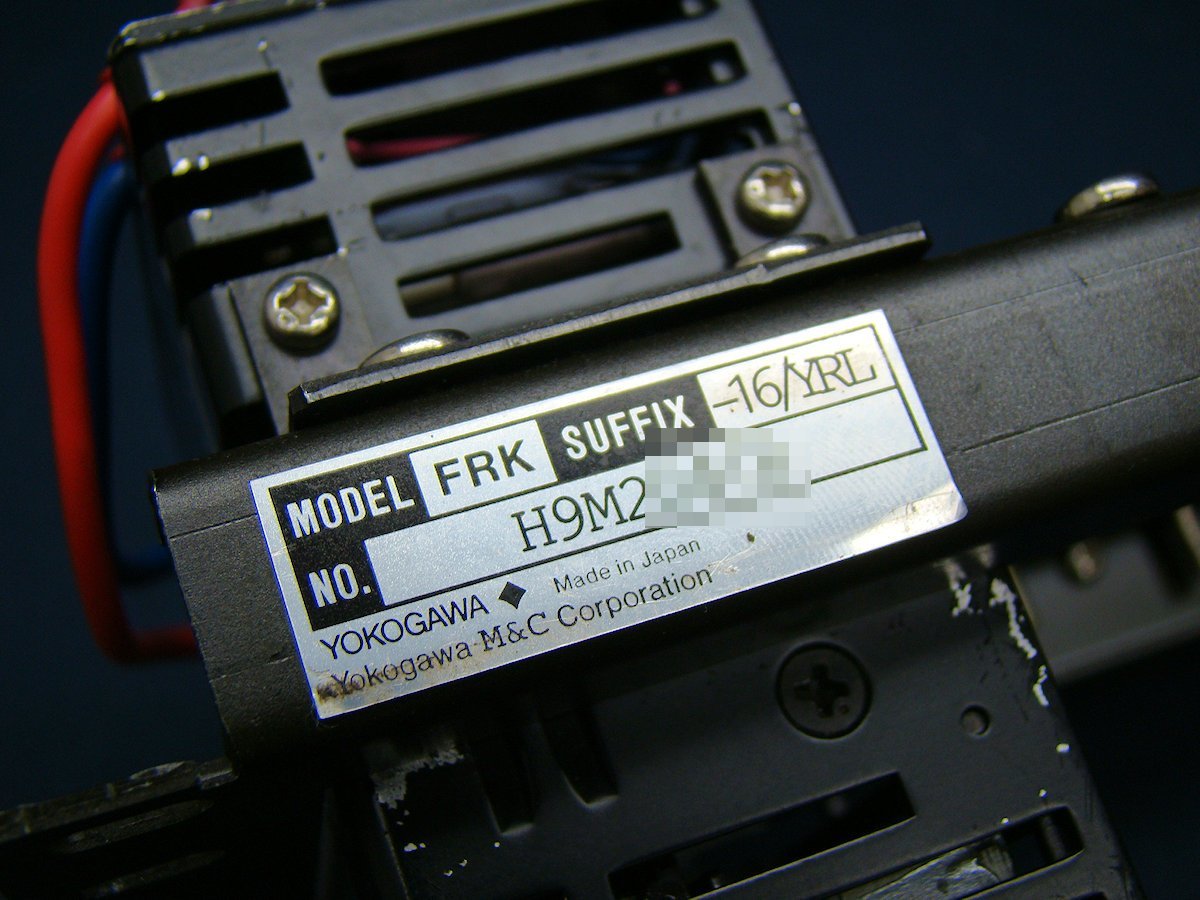 MODEL FRK SUFFIX -16/YRL
NO. H9M2
YOKOGAWA ◆ Made in Japan
Yokogawa M&C Corporation